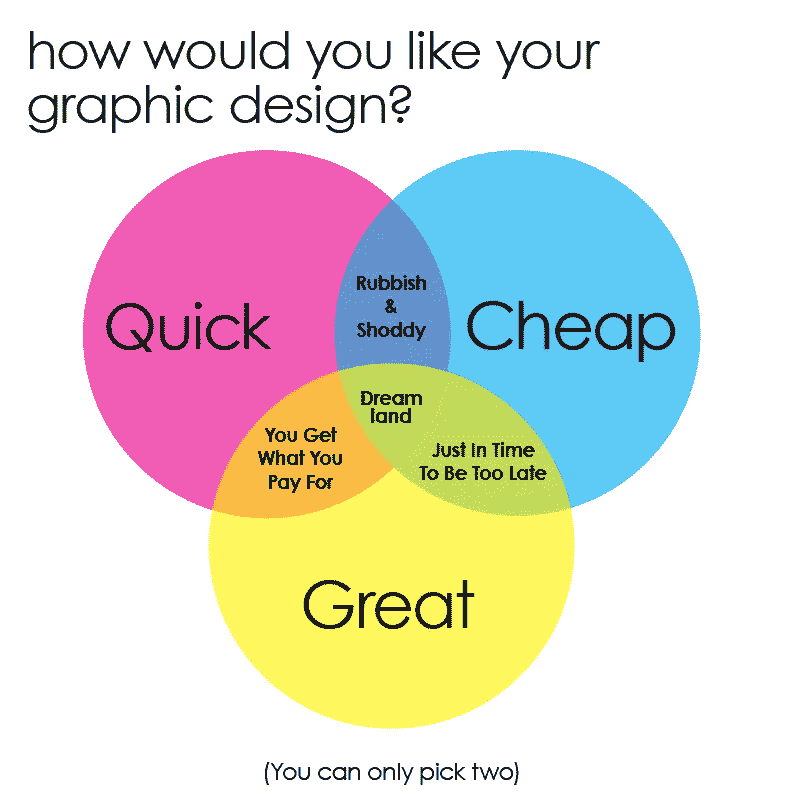 how would you like your
graphic design?
Quick
Rubbish
&
Shoddy
Cheap
Dream
land
You Get
What You
Pay For
Just In Time
To Be Too Late
Great
(You can only pick two)